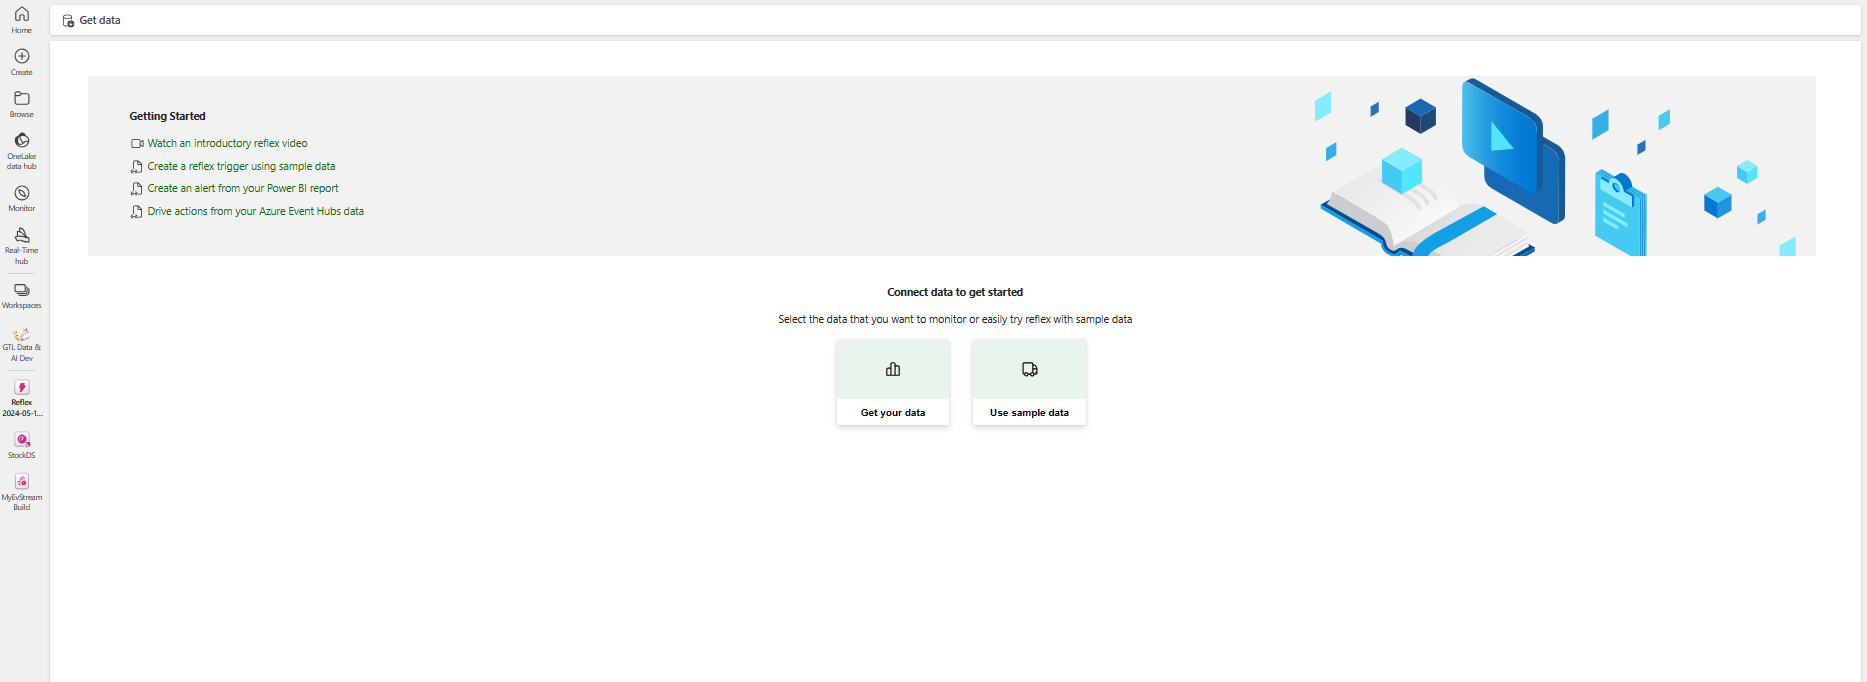 Home
Create
Browse
OneLake
data hub
Monitor
Real-Time
hub
Workspaces
GTL Data &
AI Dev
Reflex
2024-05-1...
StockDS
MyEvStream
Build
Get data
Getting Started
Watch an introductory reflex video
Create a reflex trigger using sample data
Create an alert from your Power BI report
Drive actions from your Azure Event Hubs data
Connect data to get started
Select the data that you want to monitor or easily try reflex with sample data
Get your data
Use sample data